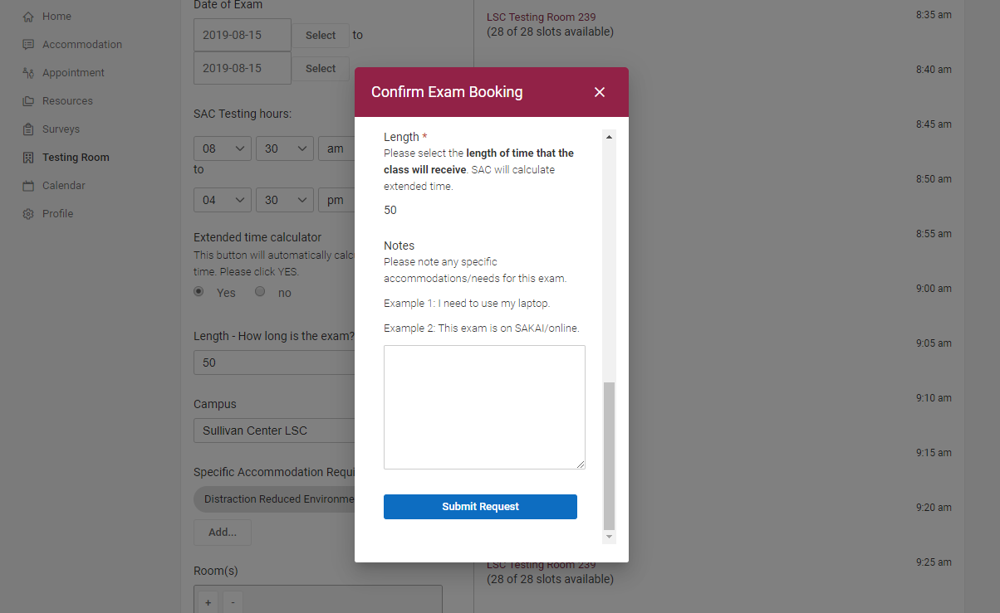 Home
Accommodation
Appointment
Resources
Surveys
Testing Room
Calendar
Profile
Date of Exam
2019-08-15 Select to
2019-08-15 Select
SAC Testing hours:
08 30 am
to
04 30 pm
Extended time calculator
This button will automatically calc
time. Please click YES.
Yes no
Length - How long is the exam?
50
Campus
Sullivan Center LSC
Specific Accommodation Requi
Distraction Reduced Environme
Add...
Room(s)
+ -
Confirm Exam Booking
Length *
Please select the length of time that the
class will receive. SAC will calculate
extended time.
50
Notes
Please note any specific
accommodations/needs for this exam.
Example 1: I need to use my laptop.
Example 2: This exam is on SAKAI/online.
Submit Request
LSC Testing Room 239
(28 of 28 slots available)
LSC Testing Room 239
(28 of 28 slots available)
8:35 am
8:40 am
8:45 am
8:50 am
8:55 am
9:00 am
9:05 am
9:10 am
9:15 am
9:20 am
9:25 am